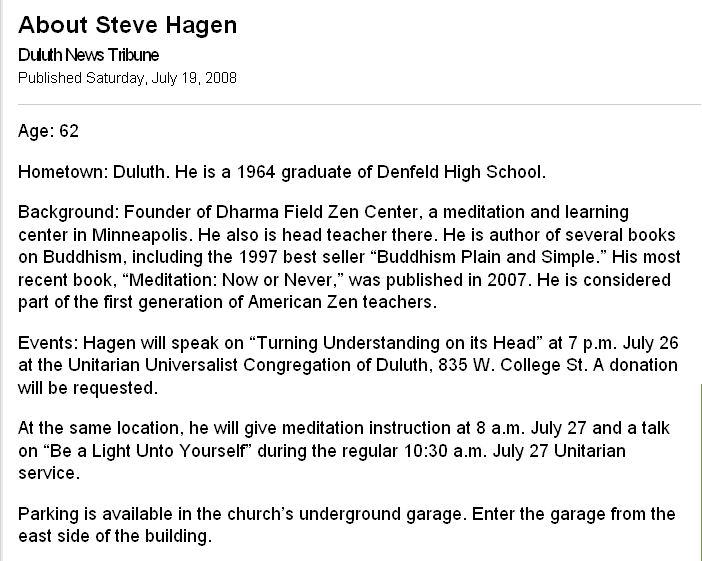 About Steve Hagen
Duluth News Tribune
Published Saturday, July 19, 2008
Age: 62
Hometown: Duluth. He is a 1964 graduate of Denfeld High School.
Background: Founder of Dharma Field Zen Center, a meditation and learning
center in Minneapolis. He also is head teacher there. He is author of several books
on Buddhism, including the 1997 best seller “Buddhism Plain and Simple.” His most
recent book, “Meditation: Now or Never,” was published in 2007. He is considered
part of the first generation of American Zen teachers.
Events: Hagen will speak on “Turning Understanding on its Head” at 7 p.m. July 26
at the Unitarian Universalist Congregation of Duluth, 835 W. College St. A donation
will be requested.
At the same location, he will give meditation instruction at 8 a.m. July 27 and a talk
on “Be a Light Unto Yourself” during the regular 10:30 a.m. July 27 Unitarian
service.
Parking is available in the church’s underground garage. Enter the garage from the
east side of the building.